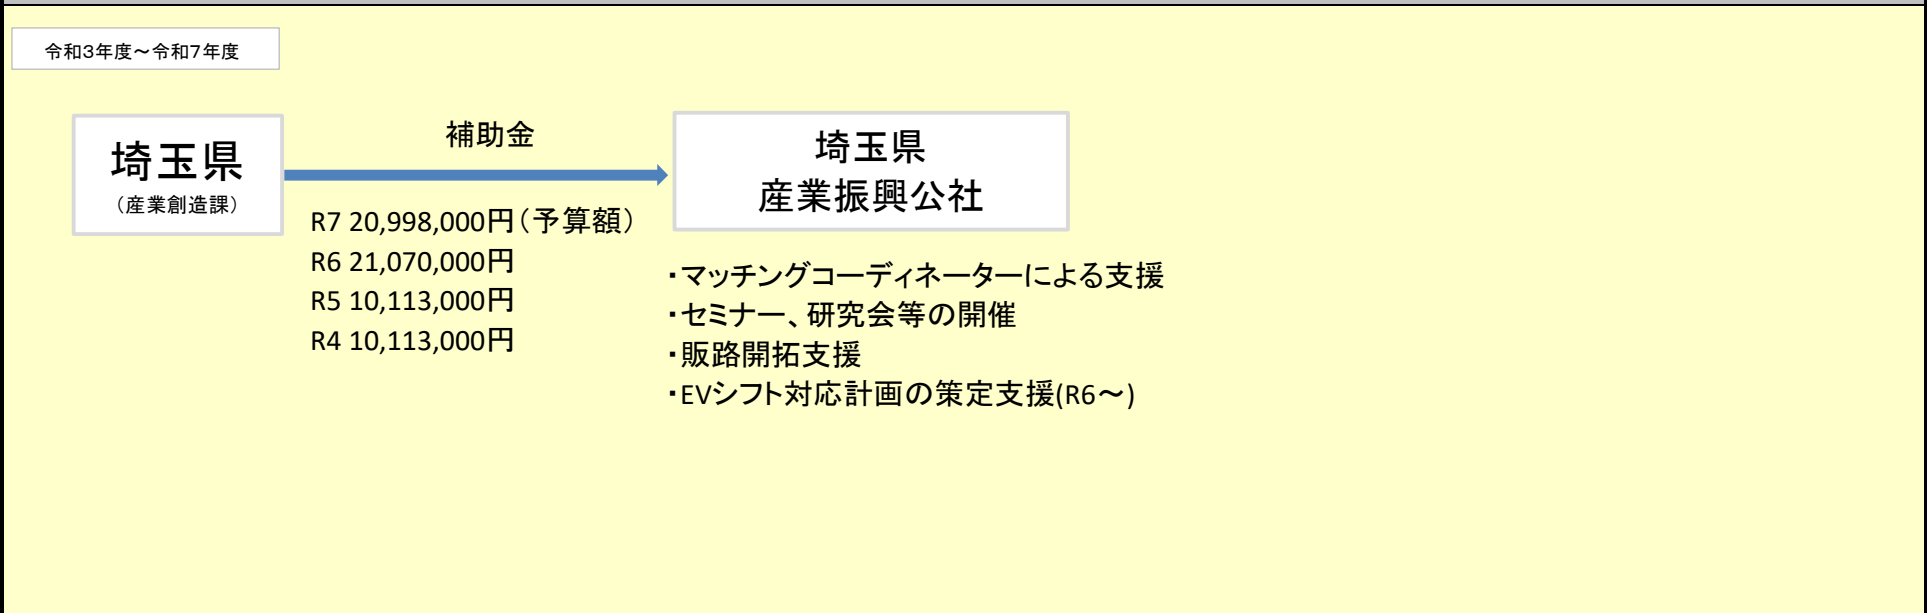 令和3年度～令和7年度
埼玉県
（産業創造課）
補助金
R7 20,998,000円（予算額）
R6 21,070,000円
R5 10,113,000円
R4 10,113,000円
埼玉県
産業振興公社
・マッチングコーディネーターによる支援
・セミナー、研究会等の開催
・販路開拓支援
・EVシフト対応計画の策定支援(R6～)